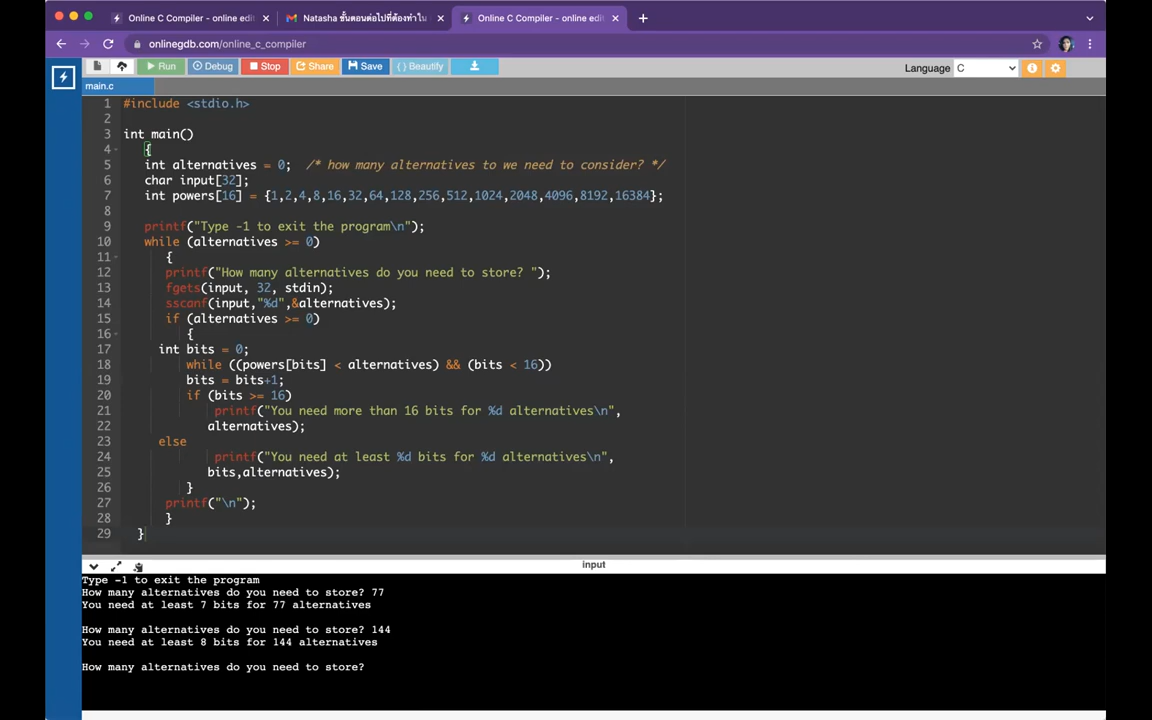 Online C Compiler - online edi
Natasha ขั้นตอนต่อไปที่ต้องทำใน
Online C Compiler - online edi
onlinegdb.com/online_c_compiler
Run Debug Stop Share Save {} Beautify Language C
main.c
1 #include <stdio.h>
2
3 int main()
4 {
5 int alternatives = 0; /* how many alternatives to we need to consider? */
6 char input[32];
7 int powers[16] = {1,2,4,8,16,32,64,128,256,512,1024,2048,4096,8192,16384};
8
9 printf("Type -1 to exit the program\n");
10 while (alternatives >= 0)
11 {
12 printf("How many alternatives do you need to store? ");
13 fgets(input, 32, stdin);
14 sscanf(input,"%d",&alternatives);
15 if (alternatives >= 0)
16 {
17 int bits = 0;
18 while ((powers[bits] < alternatives) && (bits < 16))
19 bits = bits+1;
20 if (bits >= 16)
21 printf("You need more than 16 bits for %d alternatives\n",
22 alternatives);
23 else
24 printf("You need at least %d bits for %d alternatives\n",
25 bits,alternatives);
26 }
27 printf("\n");
28 }
29 }
input
Type -1 to exit the program
How many alternatives do you need to store? 77
You need at least 7 bits for 77 alternatives
How many alternatives do you need to store? 144
You need at least 8 bits for 144 alternatives
How many alternatives do you need to store?